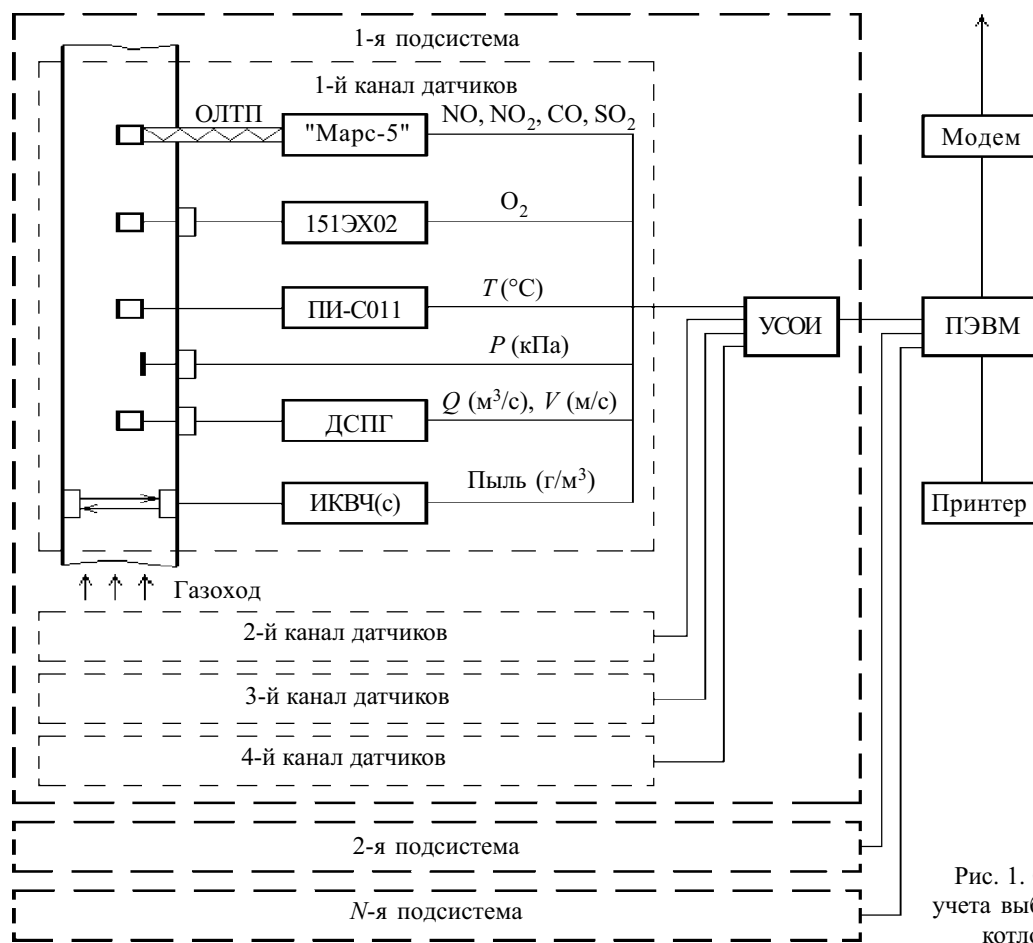 1-я подсистема
1-й канал датчиков
ОЛТП
"Марс-5"
NO, NO₂, CO, SO₂
Модем
151ЭХ02
O₂
ПИ-С011
T (°C)
УСОИ
ПЭВМ
P (кПа)
ДСПГ
Q (м³/с), V (м/с)
ИКВЧ(с)
Пыль (г/м³)
Принтер
Газоход
2-й канал датчиков
3-й канал датчиков
4-й канал датчиков
2-я подсистема
N-я подсистема
Рис. 1.
учета